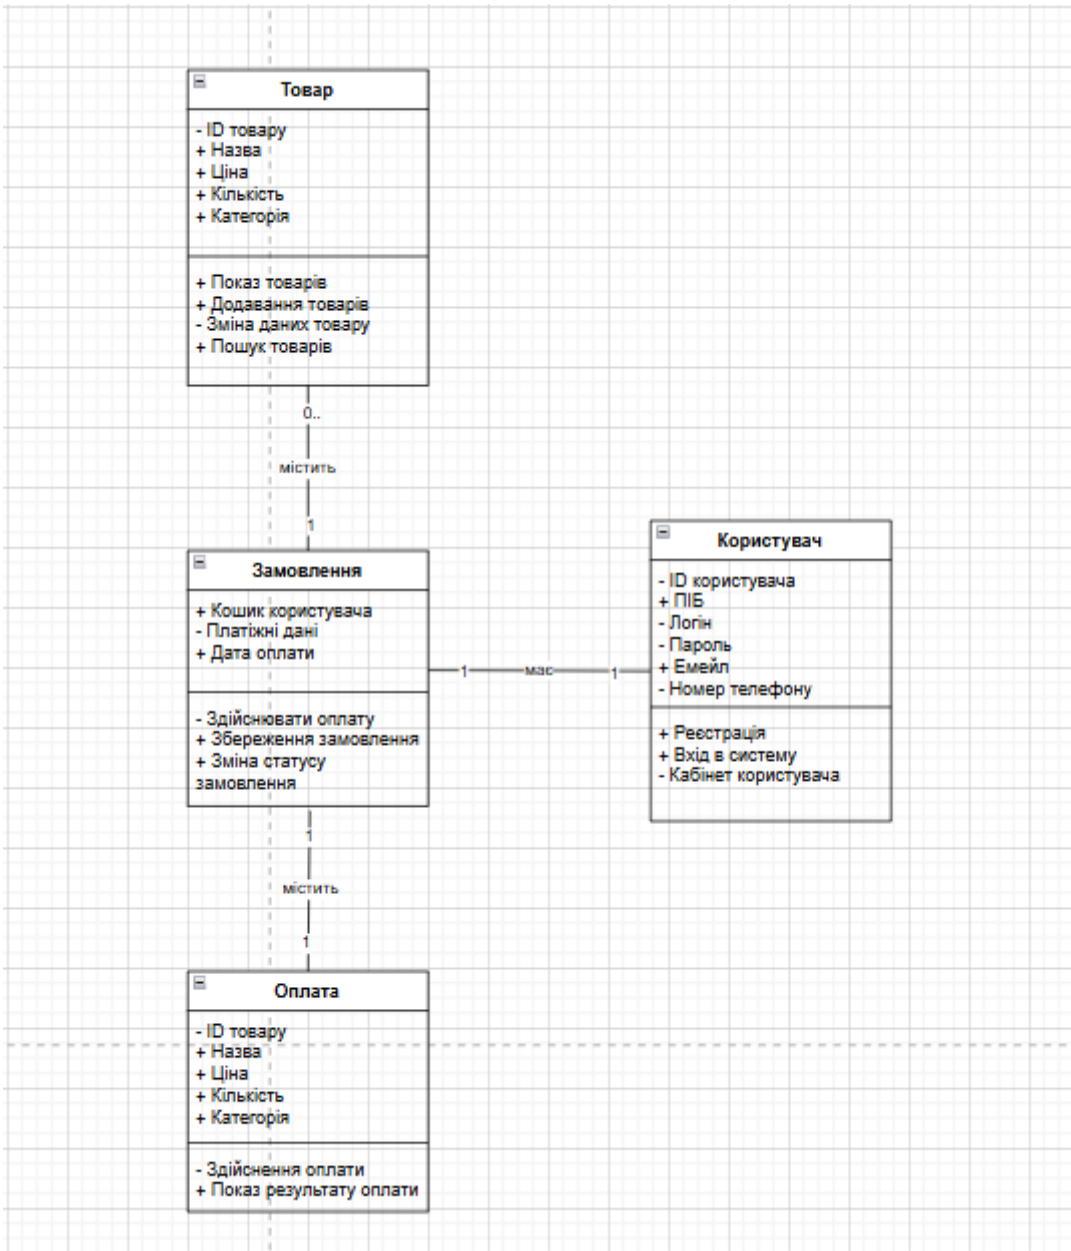 Товар
- ID товару
+ Назва
+ Ціна
+ Кількість
+ Категорія
+ Показ товарів
+ Додавання товарів
- Зміна даних товару
+ Пошук товарів
0..
містить
1
Замовлення
+ Кошик користувача
- Платіжні дані
+ Дата оплати
- Здійснювати оплату
+ Збереження замовлення
+ Зміна статусу
замовлення
1
має
1
Користувач
- ID користувача
+ ПІБ
- Логін
- Пароль
+ Емейл
- Номер телефону
+ Реєстрація
+ Вхід в систему
- Кабінет користувача
1
містить
1
Оплата
- ID товару
+ Назва
+ Ціна
+ Кількість
+ Категорія
- Здійснення оплати
+ Показ результату оплати